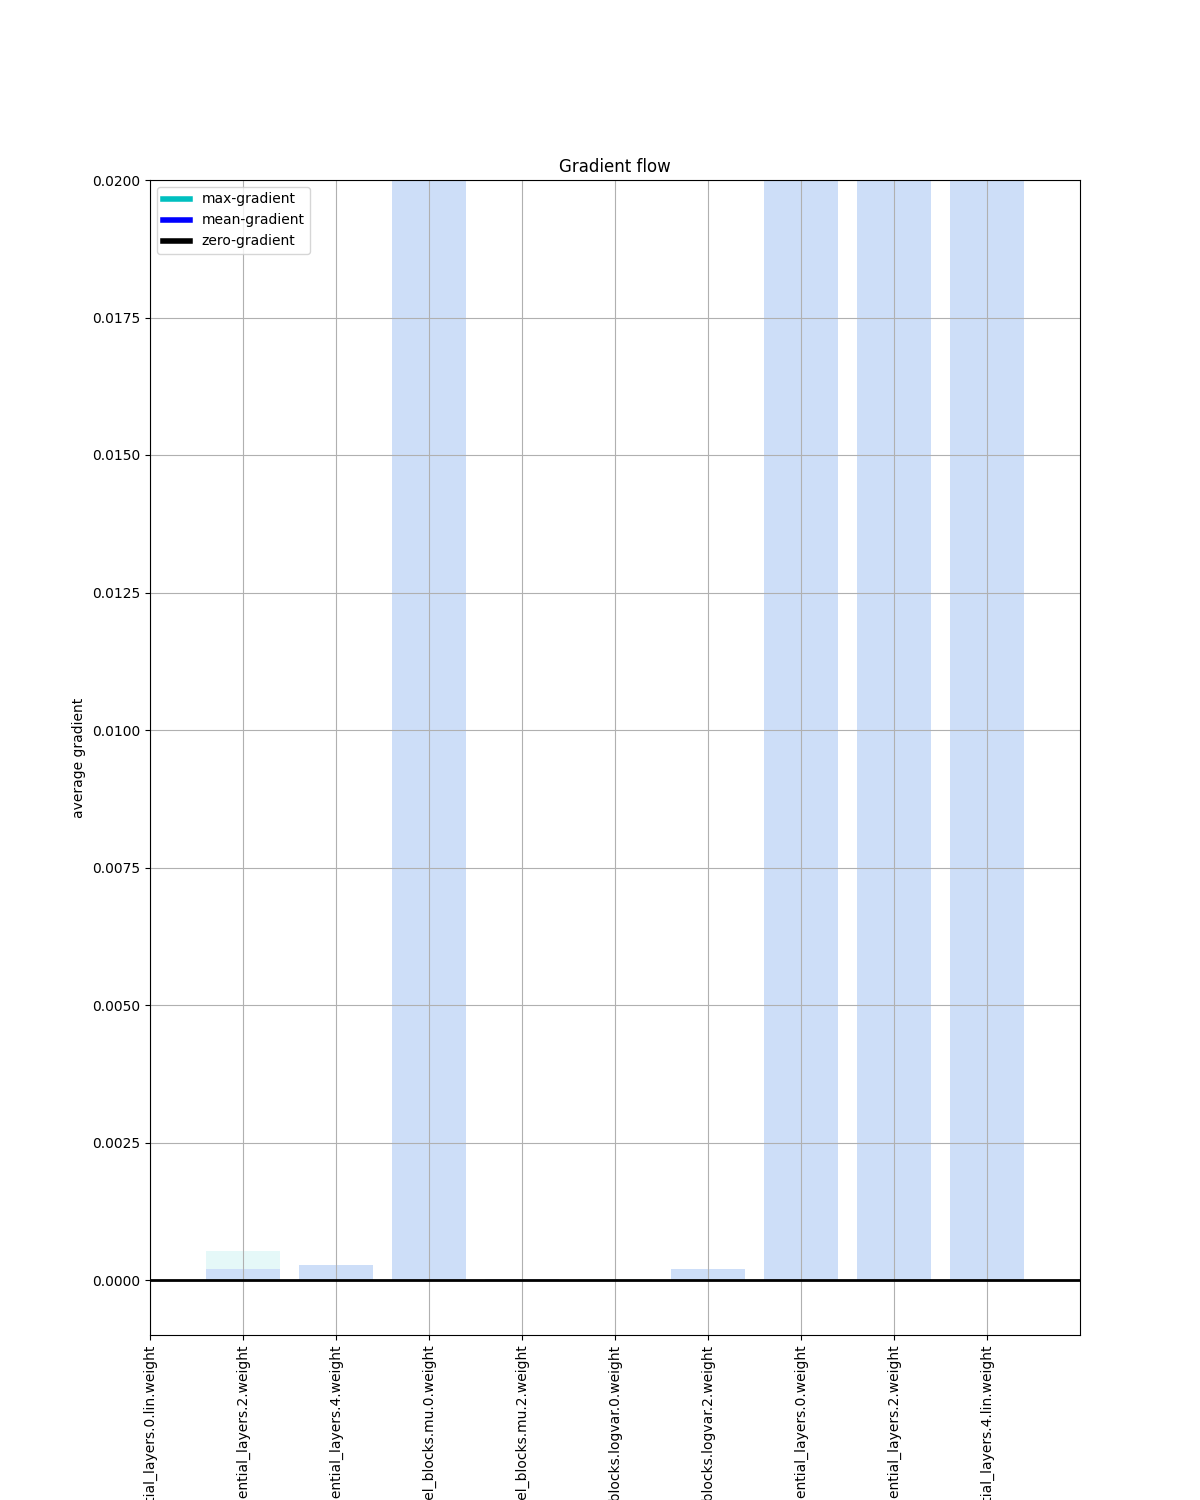 Gradient flow
max-gradient
mean-gradient
zero-gradient
0.0200
0.0175
0.0150
0.0125
0.0100
0.0075
0.0050
0.0025
0.0000
average gradient
tial_layers.0.lin.weight
ential_layers.2.weight
ential_layers.4.weight
el_blocks.mu.0.weight
el_blocks.mu.2.weight
blocks.logvar.0.weight
blocks.logvar.2.weight
ential_layers.0.weight
ential_layers.2.weight
tial_layers.4.lin.weight